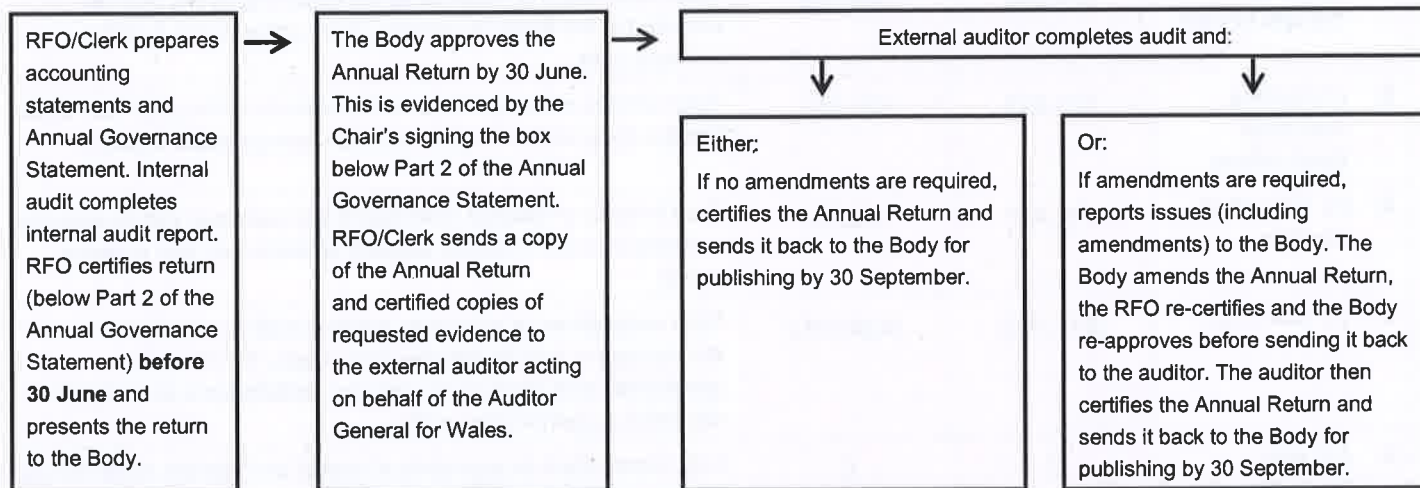 RFO/Clerk prepares
accounting
statements and
Annual Governance
Statement. Internal
audit completes
internal audit report.
RFO certifies return
(below Part 2 of the
Annual Governance
Statement) before
30 June and
presents the return
to the Body.
The Body approves the
Annual Return by 30 June.
This is evidenced by the
Chair's signing the box
below Part 2 of the Annual
Governance Statement.
RFO/Clerk sends a copy
of the Annual Return
and certified copies of
requested evidence to
the external auditor acting
on behalf of the Auditor
General for Wales.
External auditor completes audit and:
Either;
If no amendments are required,
certifies the Annual Return and
sends it back to the Body for
publishing by 30 September.
Or:
If amendments are required,
reports issues (including
amendments) to the Body. The
Body amends the Annual Return,
the RFO re-certifies and the Body
re-approves before sending it back
to the auditor. The auditor then
certifies the Annual Return and
sends it back to the Body for
publishing by 30 September.